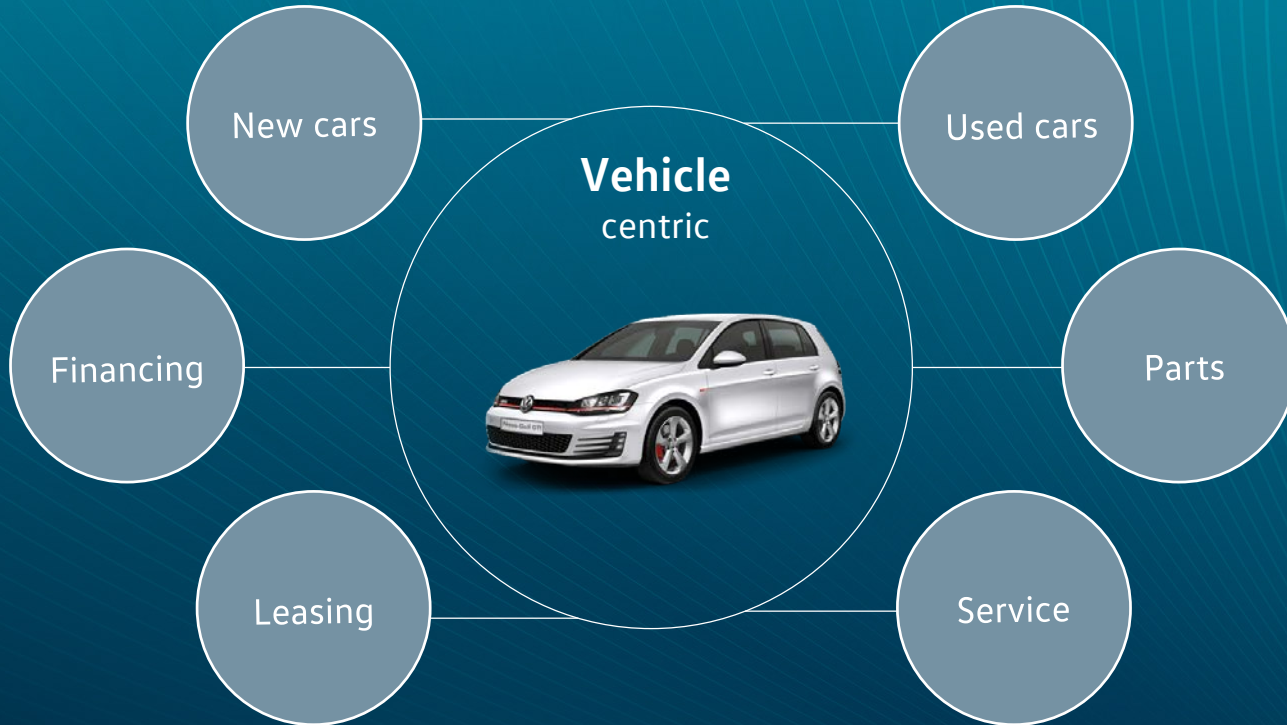 New cars
Used cars
Vehicle
centric
Financing
Parts
Leasing
Service